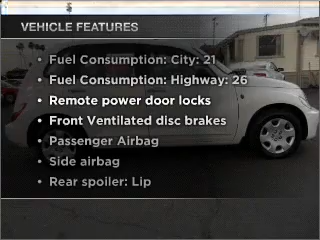 VEHICLE FEATURES
• Fuel Consumption: City: 21
• Fuel Consumption: Highway: 26
• Remote power door locks
• Front Ventilated disc brakes
• Passenger Airbag
• Side airbag
• Rear spoiler: Lip